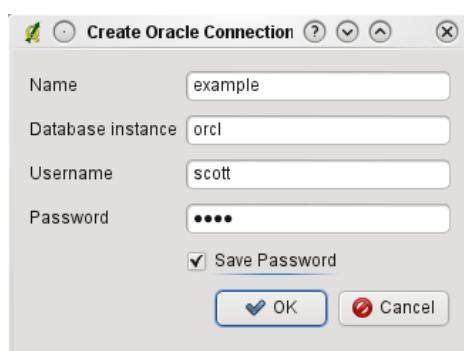 Create Oracle Connection
Name example
Database instance orcl
Username scott
Password ●●●●
Save Password
OK Cancel